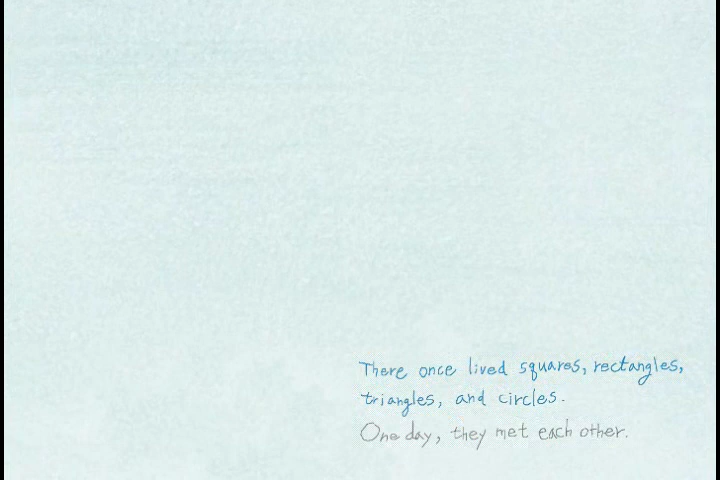 There once lived squares, rectangles,
triangles, and circles.
One day, they met each other.